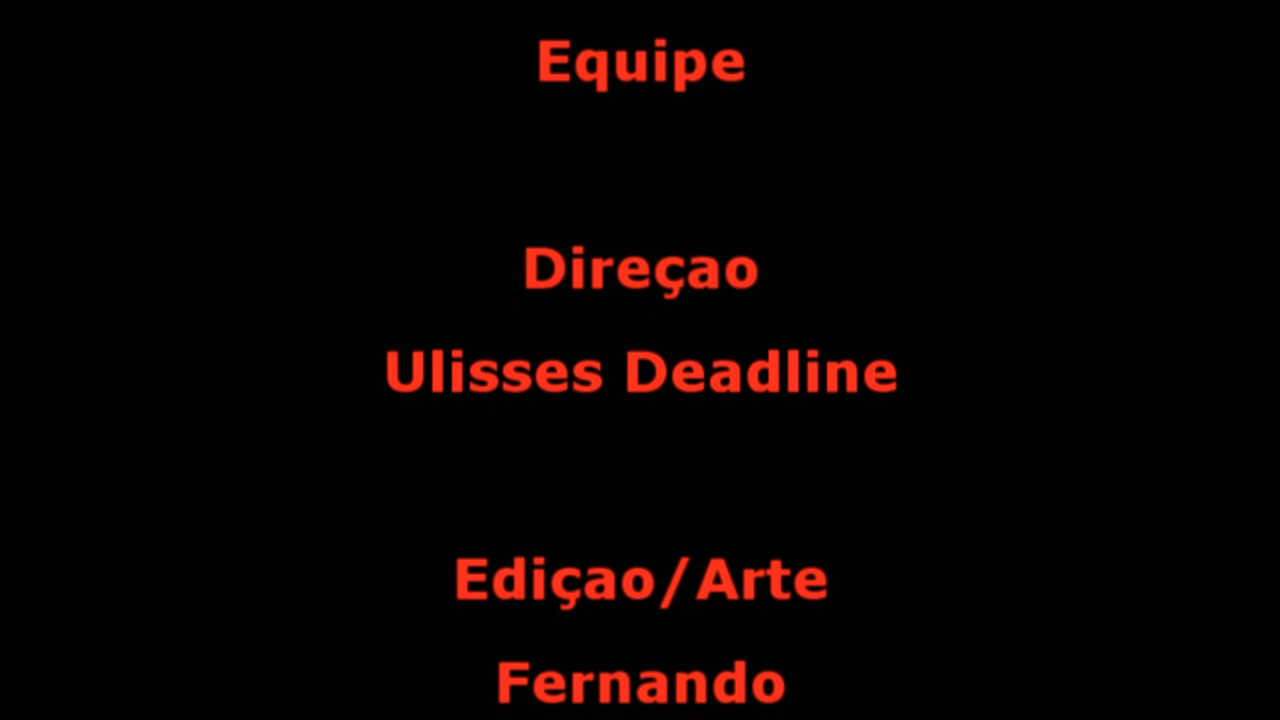 Equipe
Direçao
Ulisses Deadline
Ediçao/Arte
Fernando